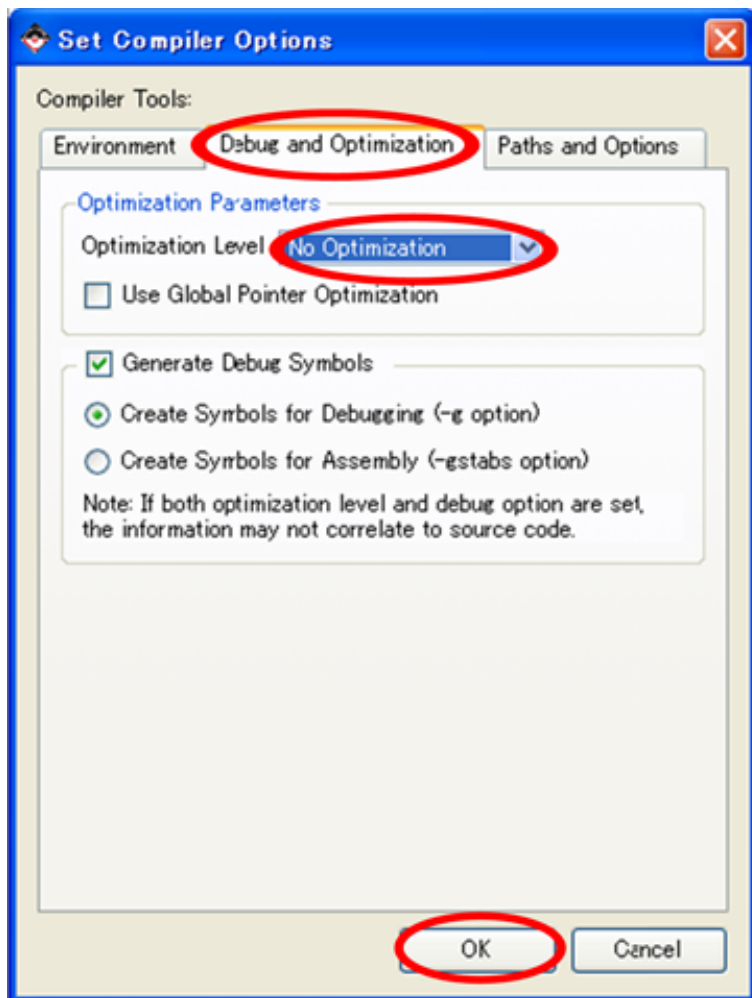 Set Compiler Options
Compiler Tools:
Environment
Debug and Optimization
Paths and Options
Optimization Parameters
Optimization Level
No Optimization
Use Global Pointer Optimization
Generate Debug Symbols
Create Symbols for Debugging (-g option)
Create Symbols for Assembly (-gstabs option)
Note: If both optimization level and debug option are set,
the information may not correlate to source code.
OK
Cancel